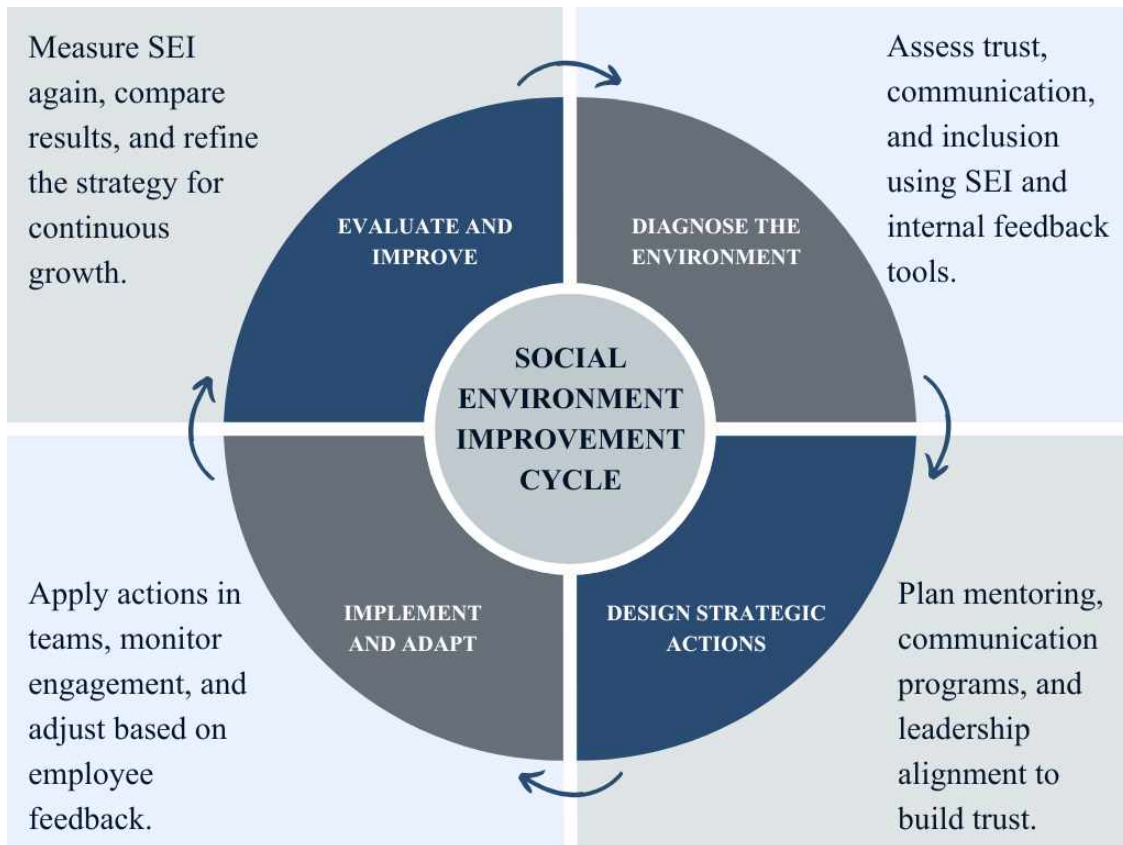 Measure SEI
again, compare
results, and refine
the strategy for
continuous
growth.
EVALUATE AND
IMPROVE
DIAGNOSE THE
ENVIRONMENT
Assess trust,
communication,
and inclusion
using SEI and
internal feedback
tools.
SOCIAL
ENVIRONMENT
IMPROVEMENT
CYCLE
Apply actions in
teams, monitor
engagement, and
adjust based on
employee
feedback.
IMPLEMENT
AND ADAPT
DESIGN STRATEGIC
ACTIONS
Plan mentoring,
communication
programs, and
leadership
alignment to
build trust.